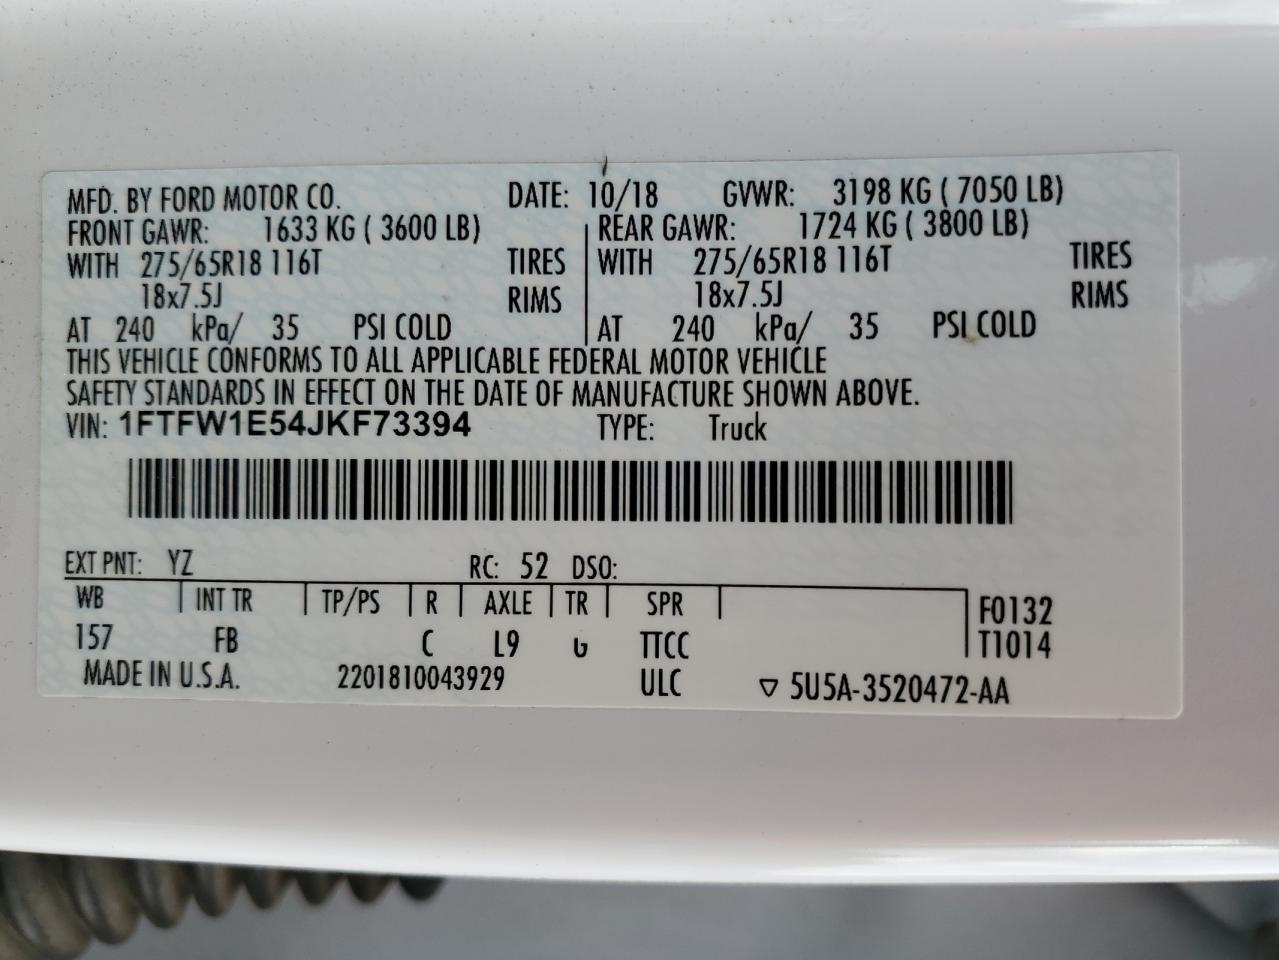 MFD. BY FORD MOTOR CO. DATE: 10/18 GVWR: 3198 KG ( 7050 LB)
FRONT GAWR: 1633 KG ( 3600 LB) REAR GAWR: 1724 KG ( 3800 LB)
WITH 275/65R18 116T TIRES WITH 275/65R18 116T TIRES
18x7.5J RIMS 18x7.5J RIMS
AT 240 kPa/ 35 PSI COLD AT 240 kPa/ 35 PSI COLD
THIS VEHICLE CONFORMS TO ALL APPLICABLE FEDERAL MOTOR VEHICLE
SAFETY STANDARDS IN EFFECT ON THE DATE OF MANUFACTURE SHOWN ABOVE.
VIN: 1FTFW1E54JKF73394 TYPE: Truck
EXT PNT: YZ RC: 52 DSO:
WB INT TR TP/PS R AXLE TR SPR F0132
157 FB C L9 G TTCC T1014
MADE IN U.S.A. 2201810043929 ULC ▽ 5U5A-3520472-AA